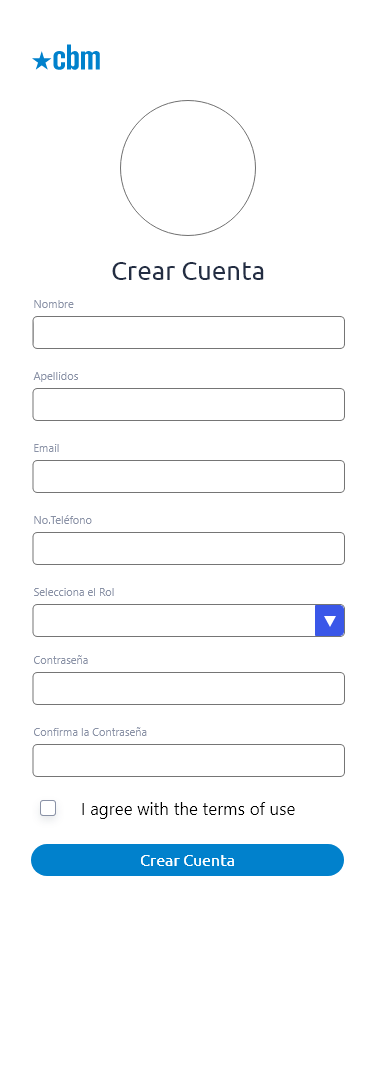 ★cbm
Crear Cuenta
Nombre
Apellidos
Email
No.Teléfono
Selecciona el Rol
Contraseña
Confirma la Contraseña
I agree with the terms of use
Crear Cuenta